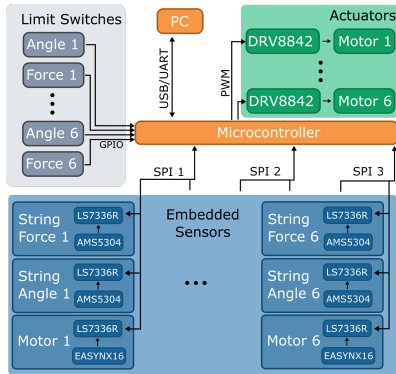 Limit Switches
Angle 1
Force 1
Angle 6
Force 6
GPIO
PC
USB/UART
PWM
Actuators
DRV8842
Motor 1
DRV8842
Motor 6
Microcontroller
SPI 1
SPI 2
SPI 3
Embedded
Sensors
String
Force 1
LS7336R
AMS5304
String
Angle 1
LS7336R
AMS5304
Motor 1
LS7336R
EASYNX16
String
Force 6
LS7336R
AMS5304
String
Angle 6
LS7336R
AMS5304
Motor 6
LS7336R
EASYNX16